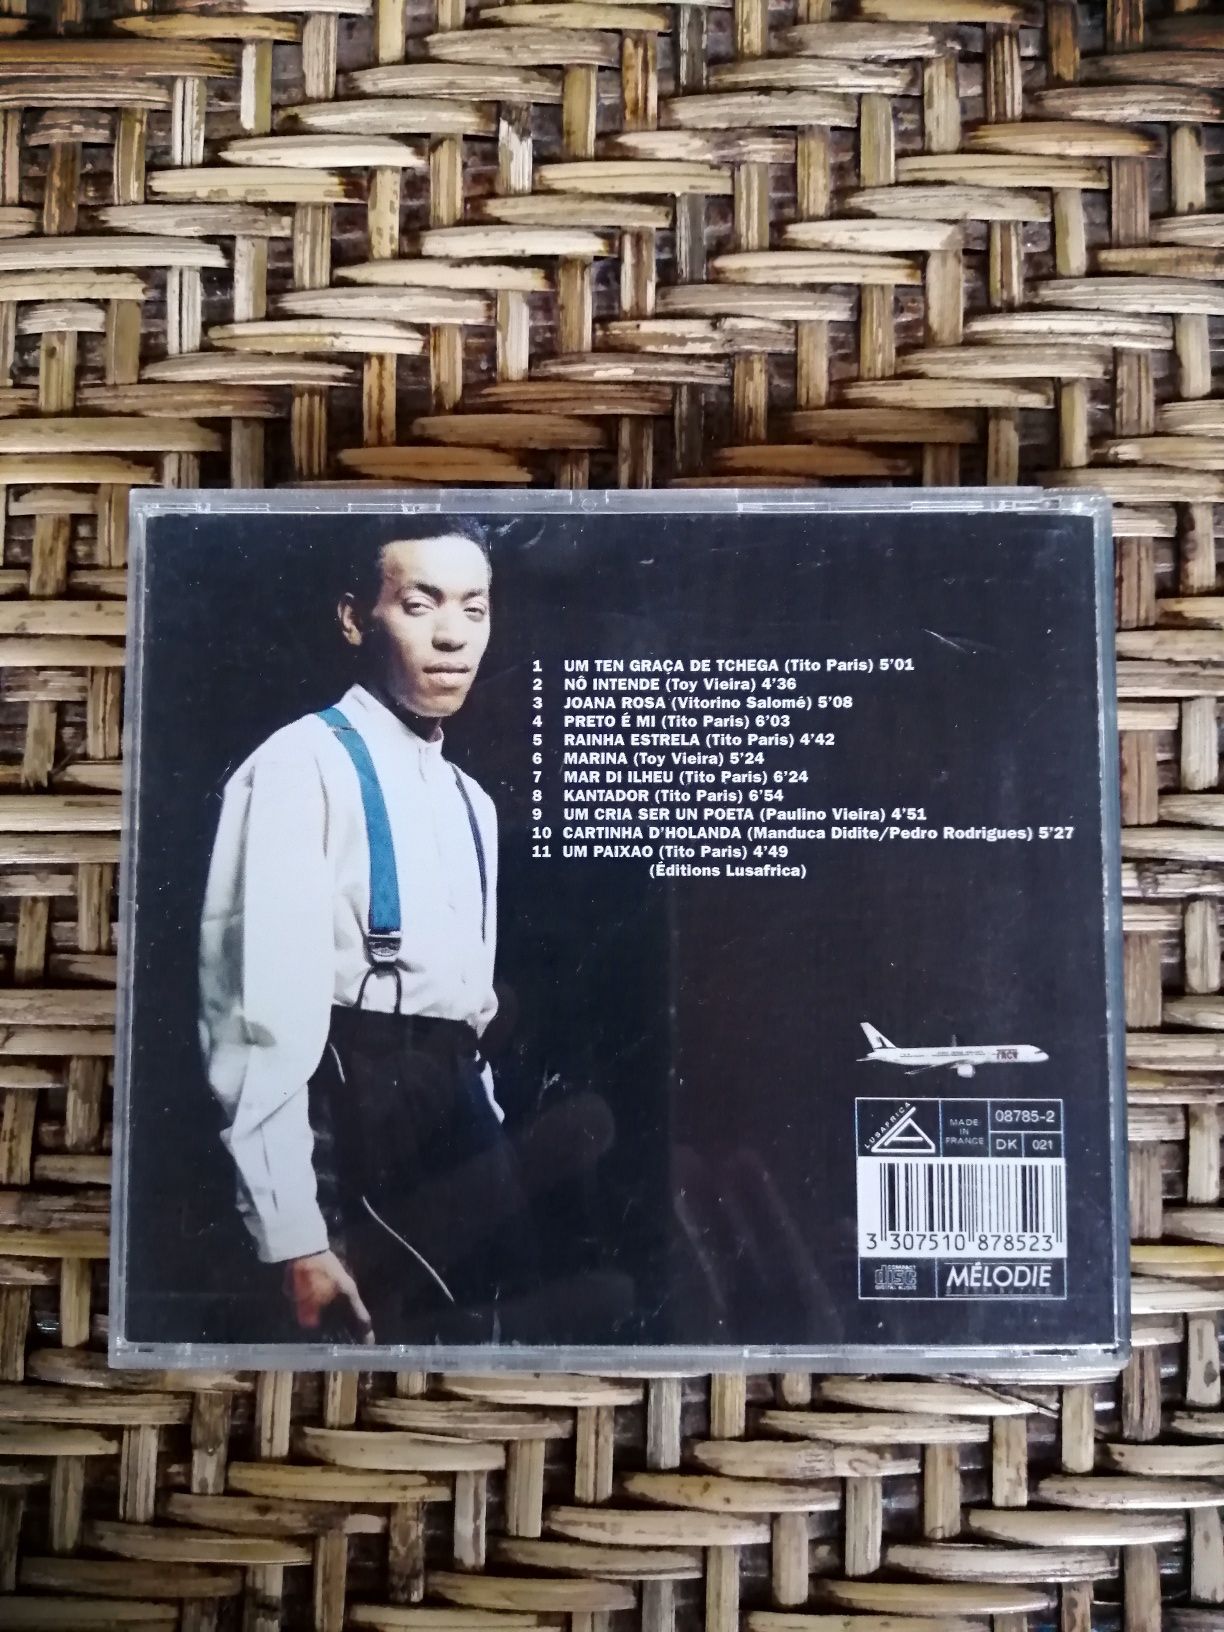 1 UM TEN GRAÇA DE TCHEGA (Tito Paris) 5'01
2 NÔ INTENDE (Toy Vieira) 4'36
3 JOANA ROSA (Vitorino Salomé) 5'08
4 PRETO É MI (Tito Paris) 6'03
5 RAINHA ESTRELA (Tito Paris) 4'42
6 MARINA (Toy Vieira) 5'24
7 MAR DI ILHEU (Tito Paris) 6'24
8 KANTADOR (Tito Paris) 6'54
9 UM CRIA SER UN POETA (Paulino Vieira) 4'51
10 CARTINHA D'HOLANDA (Manduca Didite/Pedro Rodrigues) 5'27
11 UM PAIXAO (Tito Paris) 4'49
(Éditions Lusafrica)
TACV
LUSAFRICA
MADE
IN
FRANCE
08785-2
DK 021
3 307510 878523
COMPACT
disc
DIGITAL AUDIO
MÉLODIE